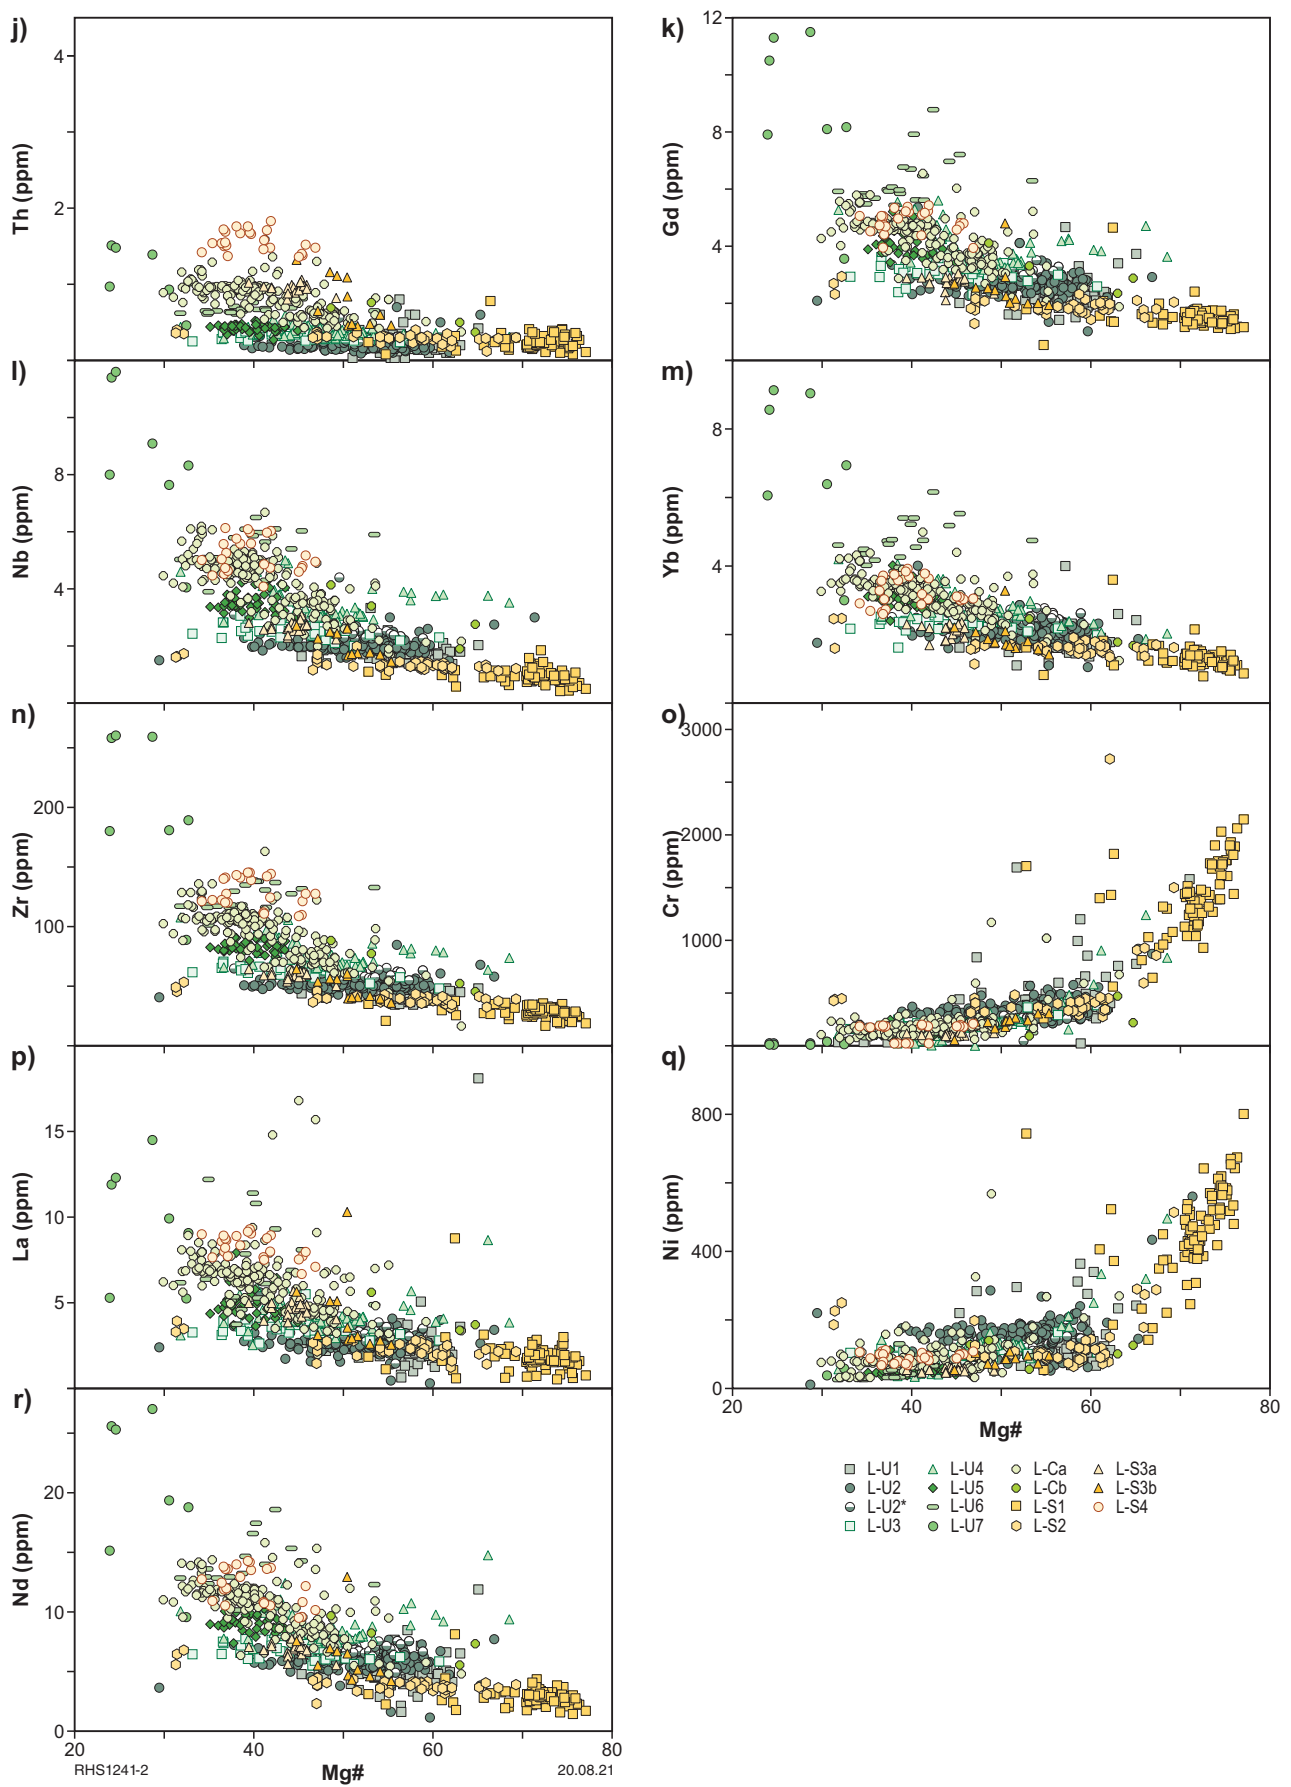 j)
4
2
Th (ppm)
k)
12
8
4
Gd (ppm)
l)
8
4
Nb (ppm)
m)
8
4
Yb (ppm)
n)
200
100
Zr (ppm)
o)
3000
2000
1000
Cr (ppm)
p)
15
10
5
La (ppm)
q)
800
400
0
Ni (ppm)
20 40 60 80
Mg#
r)
20
10
0
Nd (ppm)
20 40 60 80
Mg#
RHS1241-2
20.08.21
L-U1 L-U4 L-Ca L-S3a
L-U2 L-U5 L-Cb L-S3b
L-U2* L-U6 L-S1 L-S4
L-U3 L-U7 L-S2